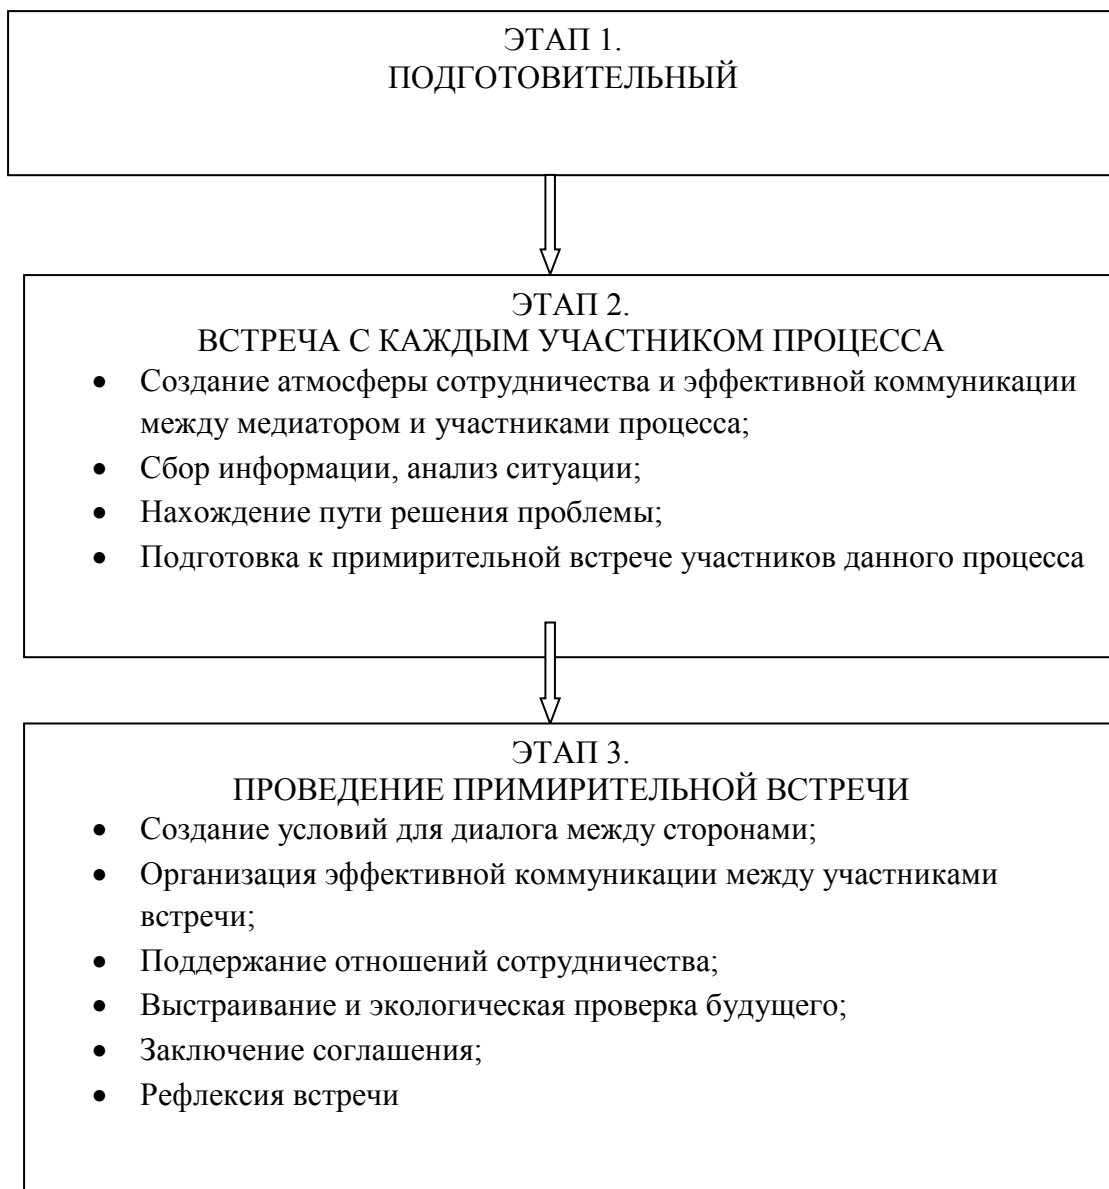 ЭТАП 1.
ПОДГОТОВИТЕЛЬНЫЙ
ЭТАП 2.
ВСТРЕЧА С КАЖДЫМ УЧАСТНИКОМ ПРОЦЕССА
• Создание атмосферы сотрудничества и эффективной коммуникации
между медиатором и участниками процесса;
• Сбор информации, анализ ситуации;
• Нахождение пути решения проблемы;
• Подготовка к примирительной встрече участников данного процесса
ЭТАП 3.
ПРОВЕДЕНИЕ ПРИМИРИТЕЛЬНОЙ ВСТРЕЧИ
• Создание условий для диалога между сторонами;
• Организация эффективной коммуникации между участниками
встречи;
• Поддержание отношений сотрудничества;
• Выстраивание и экологическая проверка будущего;
• Заключение соглашения;
• Рефлексия встречи